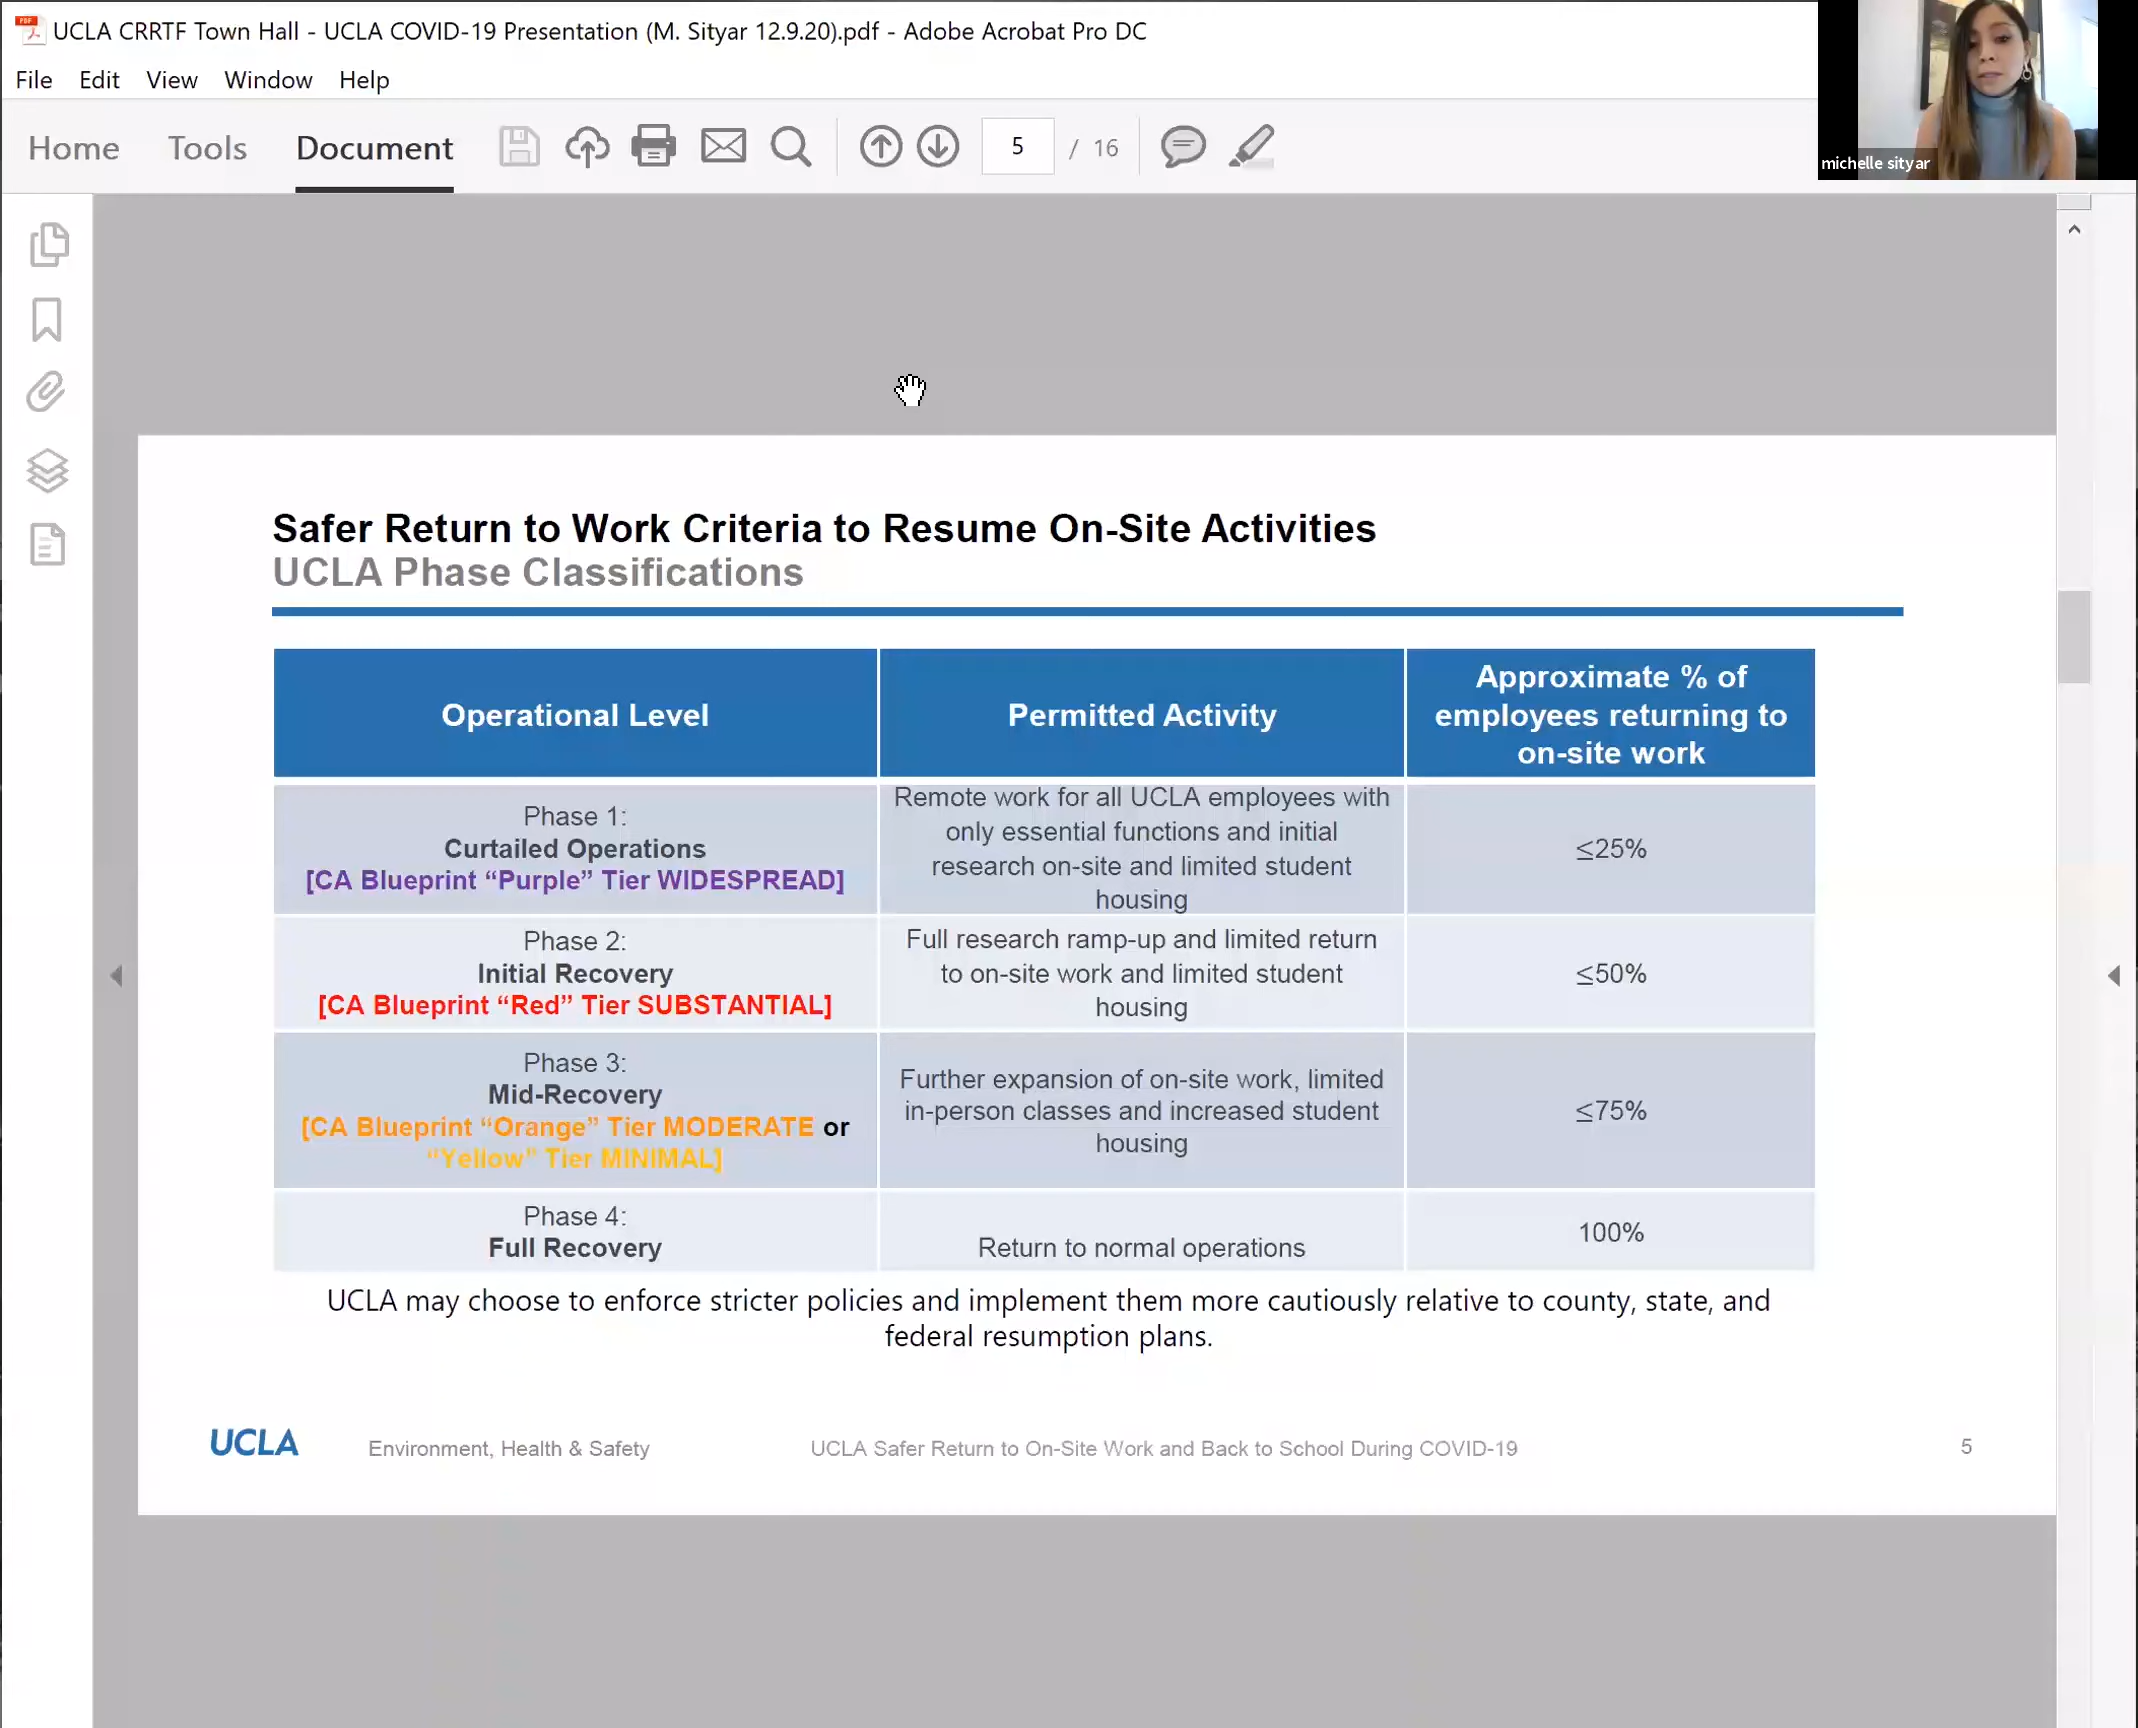 UCLA CRRTF Town Hall - UCLA COVID-19 Presentation (M. Sityar 12.9.20).pdf - Adobe Acrobat Pro DC
File Edit View Window Help
Home Tools Document 5 / 16
michelle sityar
Safer Return to Work Criteria to Resume On-Site Activities
UCLA Phase Classifications
Operational Level
Permitted Activity
Approximate % of
employees returning to
on-site work
Phase 1:
Curtailed Operations
[CA Blueprint “Purple” Tier WIDESPREAD]
Remote work for all UCLA employees with
only essential functions and initial
research on-site and limited student
housing
≤25%
Phase 2:
Initial Recovery
[CA Blueprint “Red” Tier SUBSTANTIAL]
Full research ramp-up and limited return
to on-site work and limited student
housing
≤50%
Phase 3:
Mid-Recovery
[CA Blueprint “Orange” Tier MODERATE or
“Yellow” Tier MINIMAL]
Further expansion of on-site work, limited
in-person classes and increased student
housing
≤75%
Phase 4:
Full Recovery
Return to normal operations
100%
UCLA may choose to enforce stricter policies and implement them more cautiously relative to county, state, and
federal resumption plans.
UCLA Environment, Health & Safety UCLA Safer Return to On-Site Work and Back to School During COVID-19 5